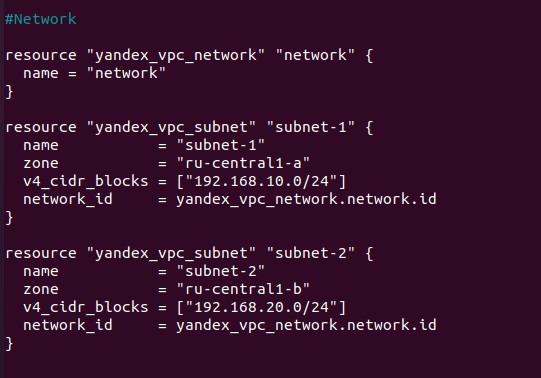 #Network
resource "yandex_vpc_network" "network" {
  name = "network"
}
resource "yandex_vpc_subnet" "subnet-1" {
  name           = "subnet-1"
  zone           = "ru-central1-a"
  v4_cidr_blocks = ["192.168.10.0/24"]
  network_id     = yandex_vpc_network.network.id
}
resource "yandex_vpc_subnet" "subnet-2" {
  name           = "subnet-2"
  zone           = "ru-central1-b"
  v4_cidr_blocks = ["192.168.20.0/24"]
  network_id     = yandex_vpc_network.network.id
}